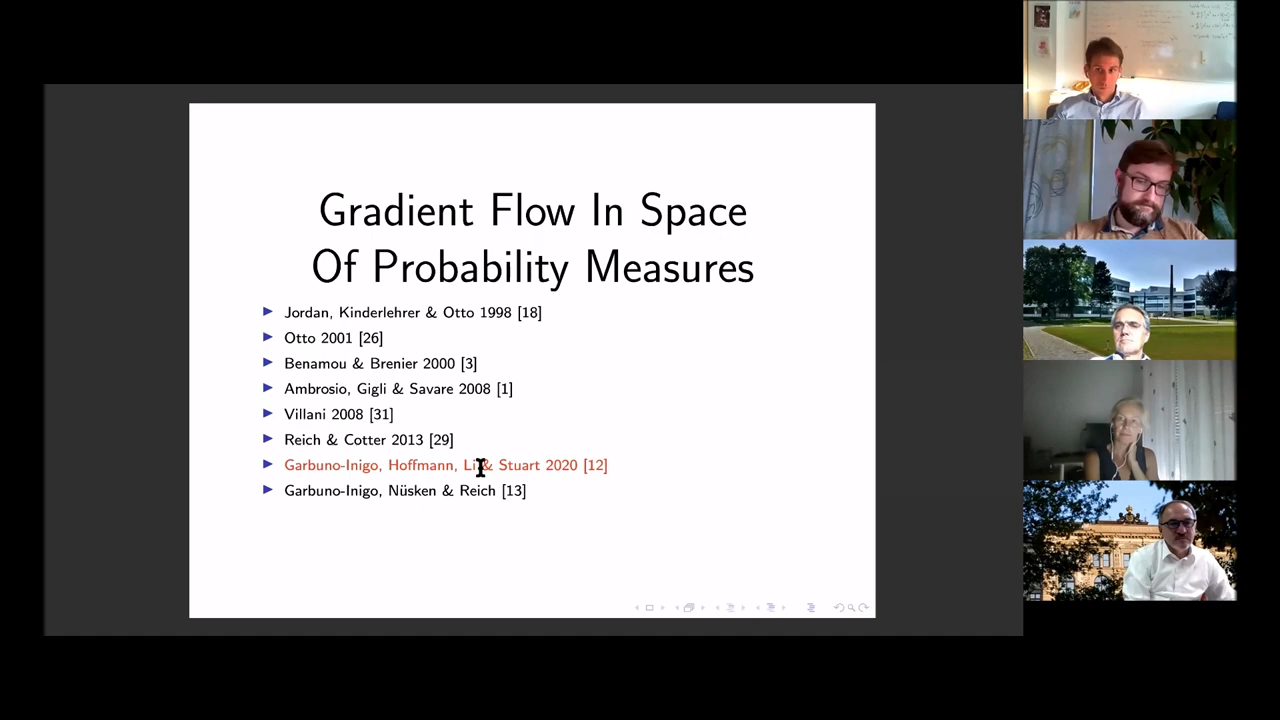 Gradient Flow In Space
Of Probability Measures
Jordan, Kinderlehrer & Otto 1998 [18]
Otto 2001 [26]
Benamou & Brenier 2000 [3]
Ambrosio, Gigli & Savare 2008 [1]
Villani 2008 [31]
Reich & Cotter 2013 [29]
Garbuno-Inigo, Hoffmann, Li & Stuart 2020 [12]
Garbuno-Inigo, Nüsken & Reich [13]